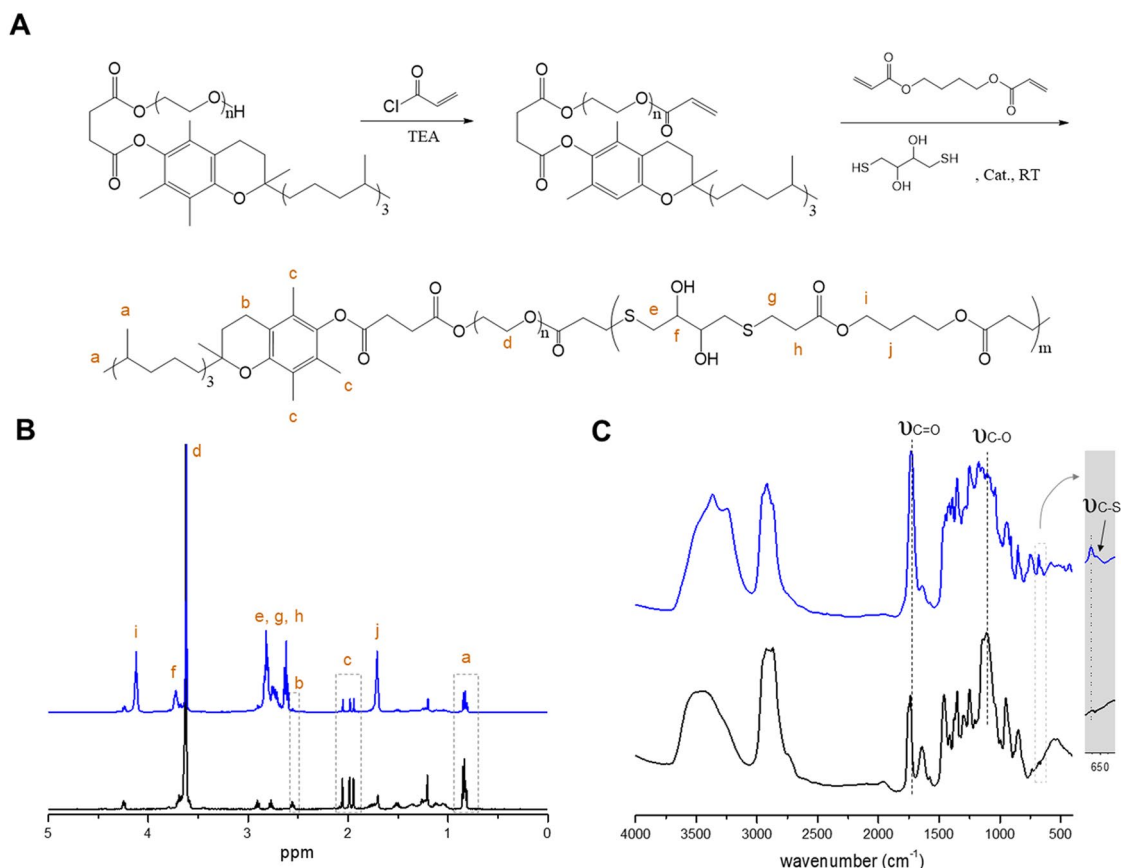 A
O
O
O
O
n
H
O
O
O
3
O
Cl
TEA
O
O
O
O
n
O
O
O
O
3
O
O
O
O
OH
HS
SH
OH
, Cat., RT
a
a
3
b
O
c
c
c
O
O
O
O
O
n
d
O
S
e
OH
f
OH
S
g
h
O
O
i
j
O
O
m
B
d
i
f
e, g, h
b
c
j
a
5 4 3 2 1 0
ppm
C
υC=O
υC-O
υC-S
650
4000 3500 3000 2500 2000 1500 1000 500
wavenumber (cm⁻¹)